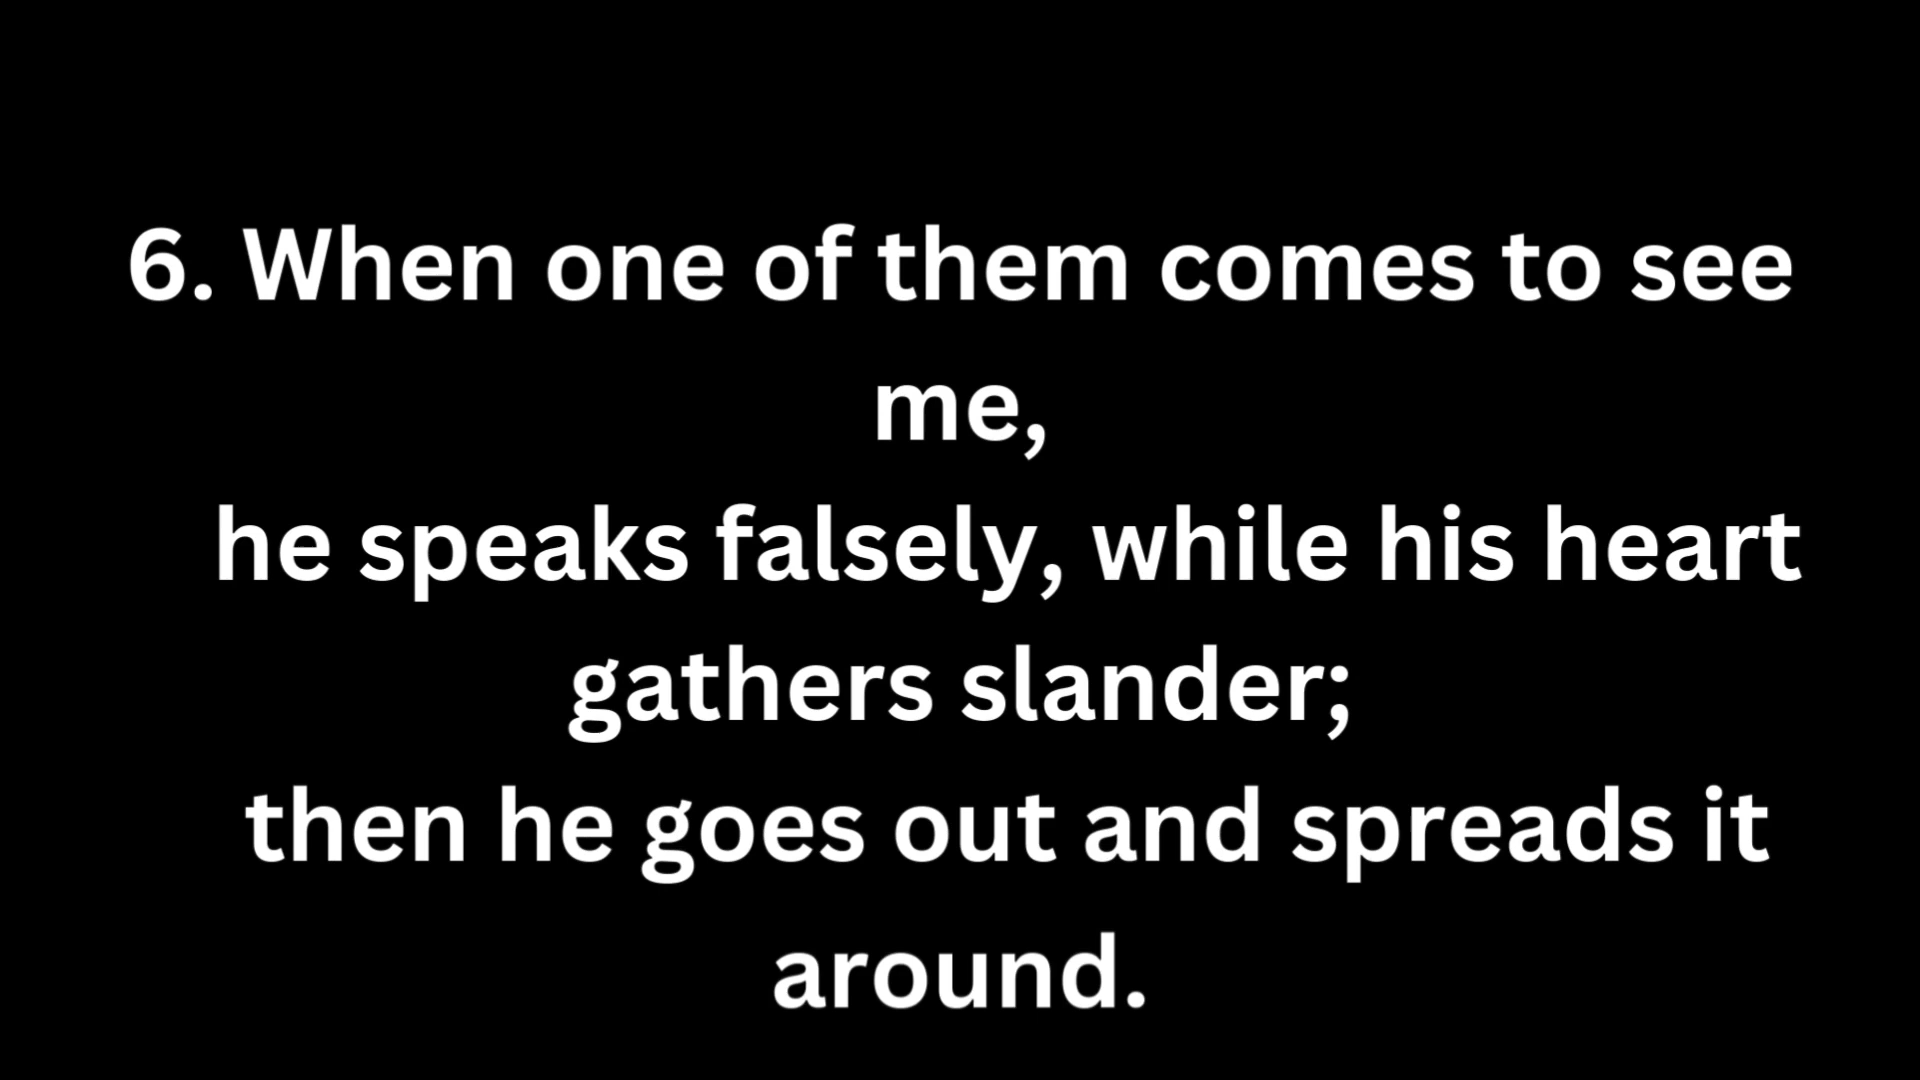 6. When one of them comes to see
me,
he speaks falsely, while his heart
gathers slander;
then he goes out and spreads it
around.